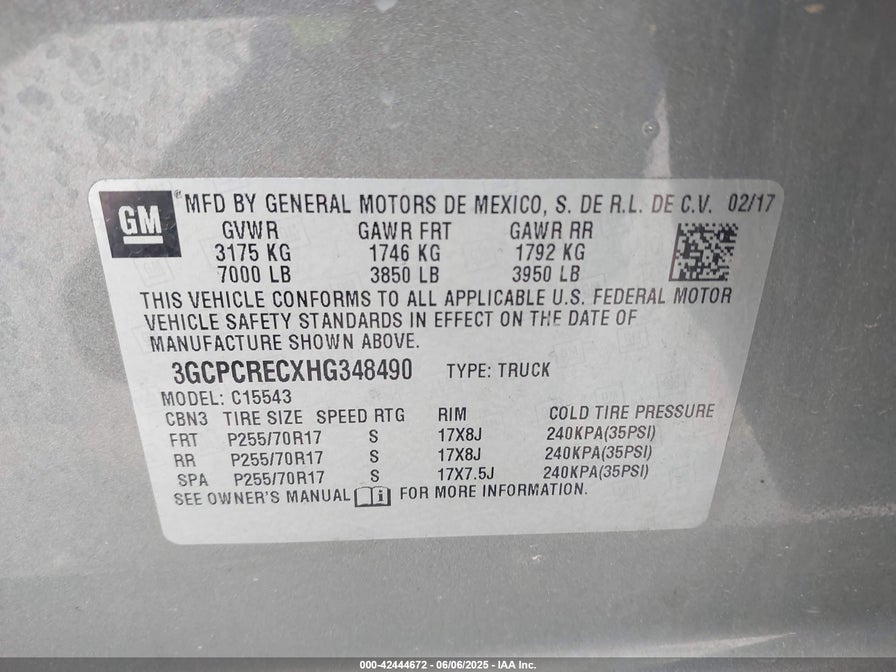 GM ® MFD BY GENERAL MOTORS DE MEXICO, S. DE R.L. DE C.V. 02/17
GVWR GAWR FRT GAWR RR
3175 KG 1746 KG 1792 KG
7000 LB 3850 LB 3950 LB
THIS VEHICLE CONFORMS TO ALL APPLICABLE U.S. FEDERAL MOTOR
VEHICLE SAFETY STANDARDS IN EFFECT ON THE DATE OF
MANUFACTURE SHOWN ABOVE.
3GCPCRECXHG348490 TYPE: TRUCK
MODEL: C15543
CBN3 TIRE SIZE SPEED RTG RIM COLD TIRE PRESSURE
FRT P255/70R17 S 17X8J 240KPA(35PSI)
RR P255/70R17 S 17X8J 240KPA(35PSI)
SPA P255/70R17 S 17X7.5J 240KPA(35PSI)
SEE OWNER'S MANUAL i FOR MORE INFORMATION.
000-42444672 - 06/06/2025 - IAA Inc.